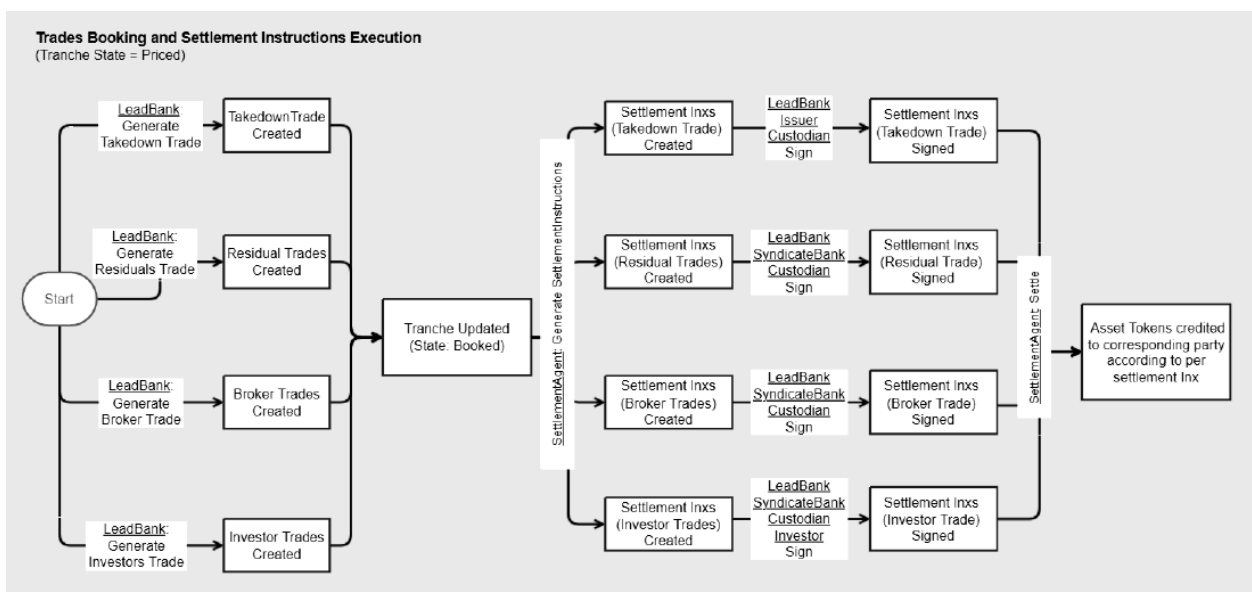 Trades Booking and Settlement Instructions Execution
(Tranche State = Priced)
Start
LeadBank:
Generate
Takedown Trade
TakedownTrade
Created
LeadBank:
Generate
Residuals Trade
Residual Trades
Created
LeadBank:
Generate
Broker Trade
Broker Trades
Created
LeadBank:
Generate
Investors Trade
Investor Trades
Created
Tranche Updated
(State: Booked)
SettlementAgent: Generate SettlementInstructions
Settlement Inxs
(Takedown Trade)
Created
LeadBank
Issuer
Custodian
Sign
Settlement Inxs
(Takedown Trade)
Signed
Settlement Inxs
(Residual Trades)
Created
LeadBank
SyndicateBank
Custodian
Sign
Settlement Inxs
(Residual Trade)
Signed
Settlement Inxs
(Broker Trades)
Created
LeadBank
SyndicateBank
Custodian
Sign
Settlement Inxs
(Broker Trade)
Signed
Settlement Inxs
(Investor Trades)
Created
LeadBank
SyndicateBank
Custodian
Investor
Sign
Settlement Inxs
(Investor Trade)
Signed
SettlementAgent: Settle
Asset Tokens credited
to corresponding party
according to per
settlement Inx